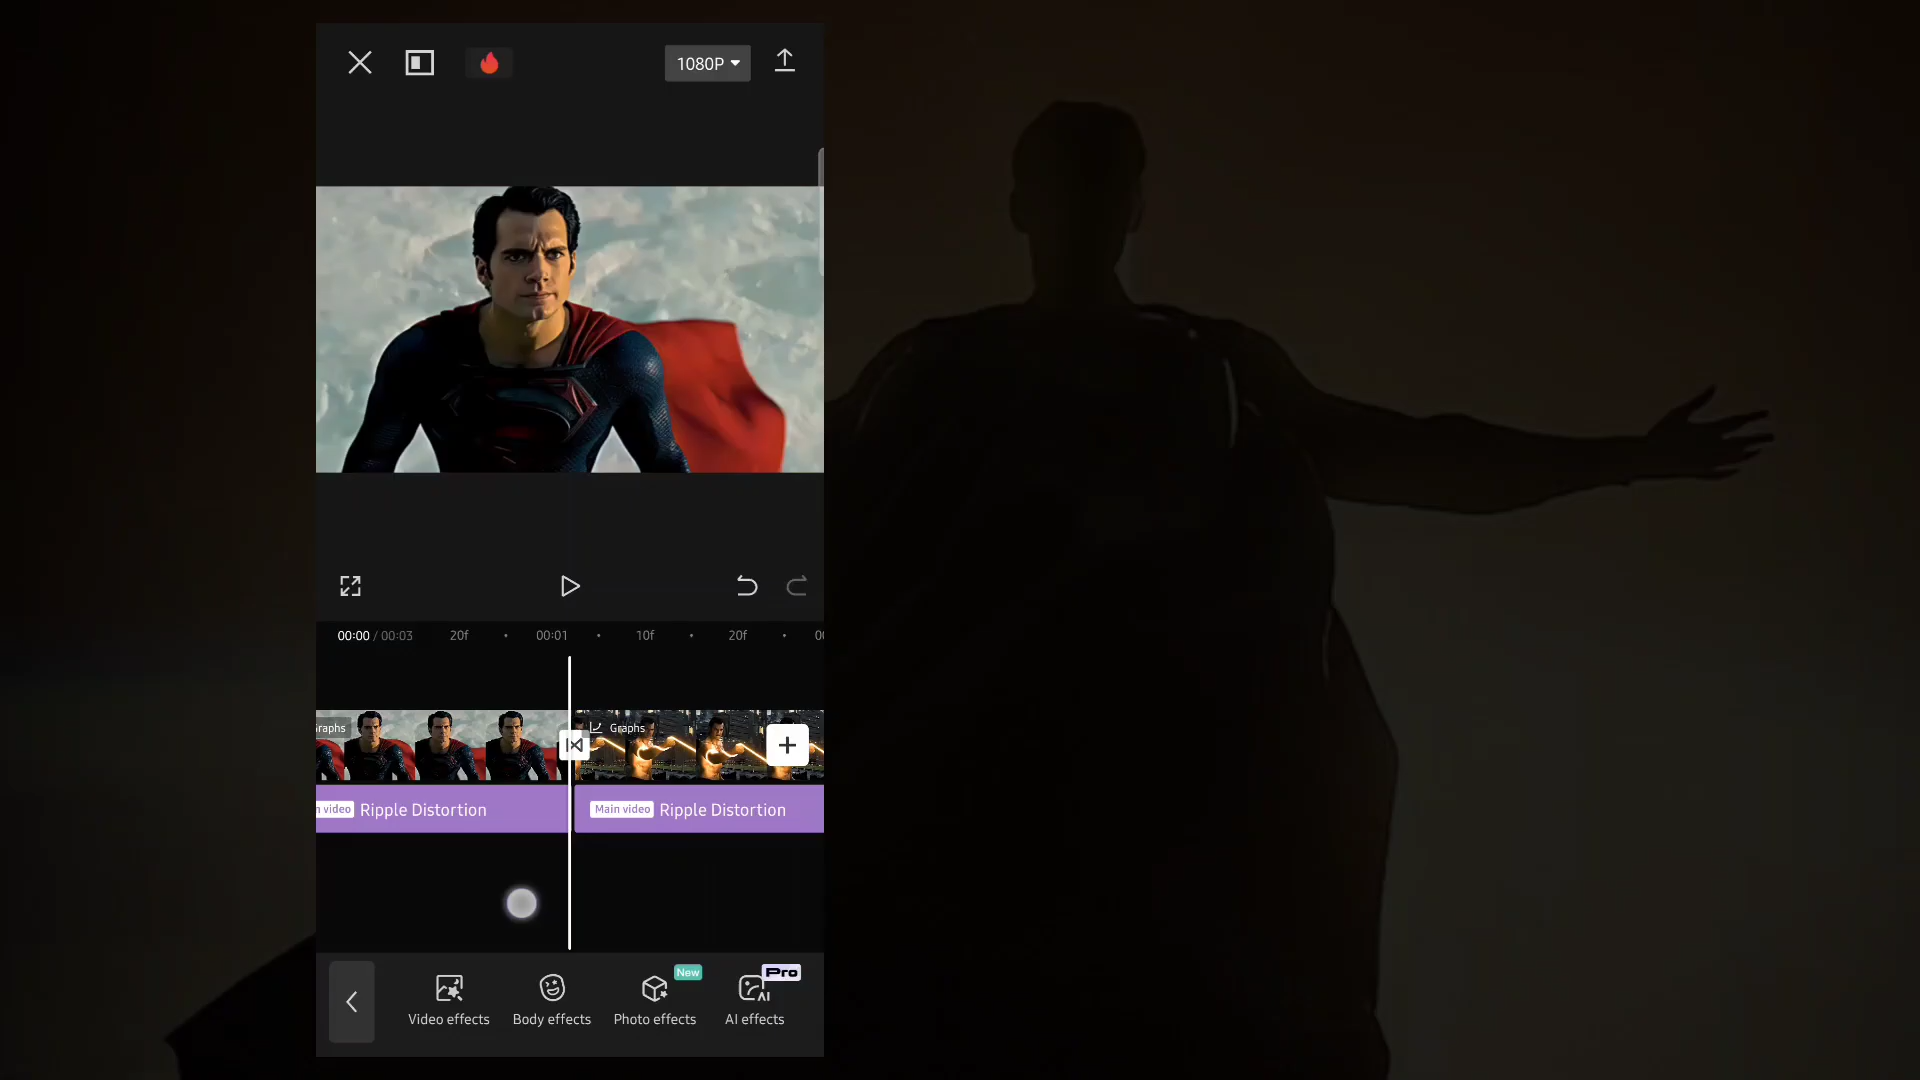 1080P
00:00 / 00:03 20f 00:01 10f 20f
raphs Graphs
video Ripple Distortion Main video Ripple Distortion
New Pro
AI
Video effects Body effects Photo effects AI effects